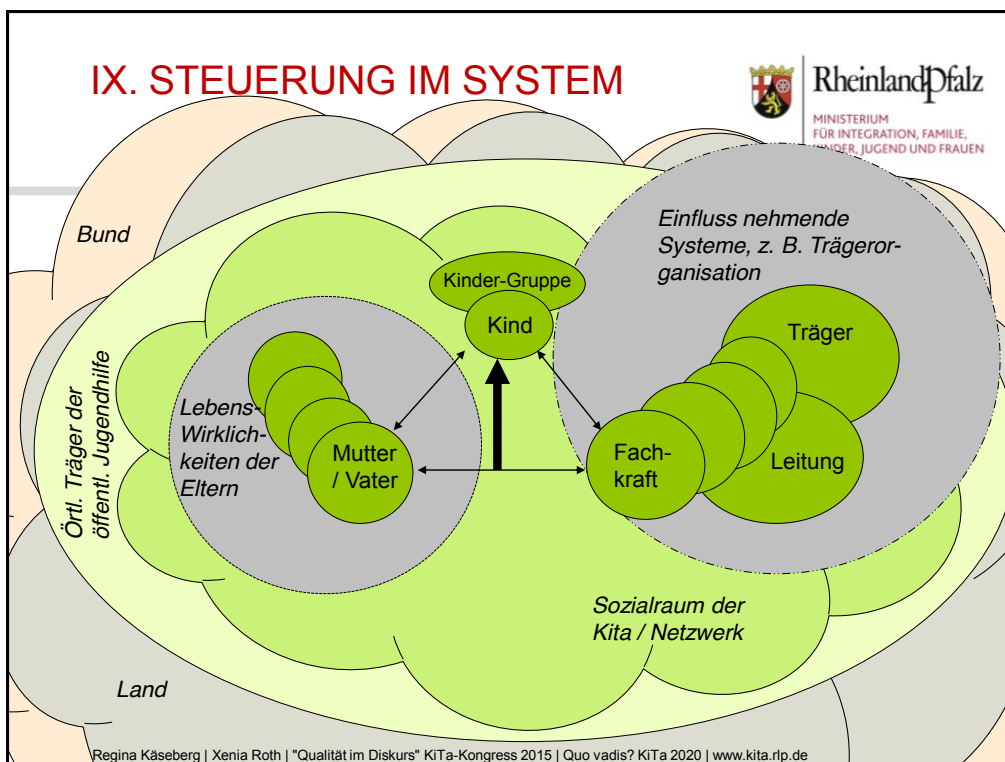 IX. STEUERUNG IM SYSTEM
RheinlandPfalz
MINISTERIUM
FÜR INTEGRATION, FAMILIE,
KINDER, JUGEND UND FRAUEN
Bund
Einfluss nehmende
Systeme, z. B. Trägeror-
ganisation
Kinder-Gruppe
Kind
Träger
Örtl. Träger der
öffentl. Jugendhilfe
Lebens-
Wirklich-
keiten der
Eltern
Mutter
/ Vater
Fach-
kraft
Leitung
Sozialraum der
Kita / Netzwerk
Land
Regina Käseberg | Xenia Roth | "Qualität im Diskurs" KiTa-Kongress 2015 | Quo vadis? KiTa 2020 | www.kita.rlp.de